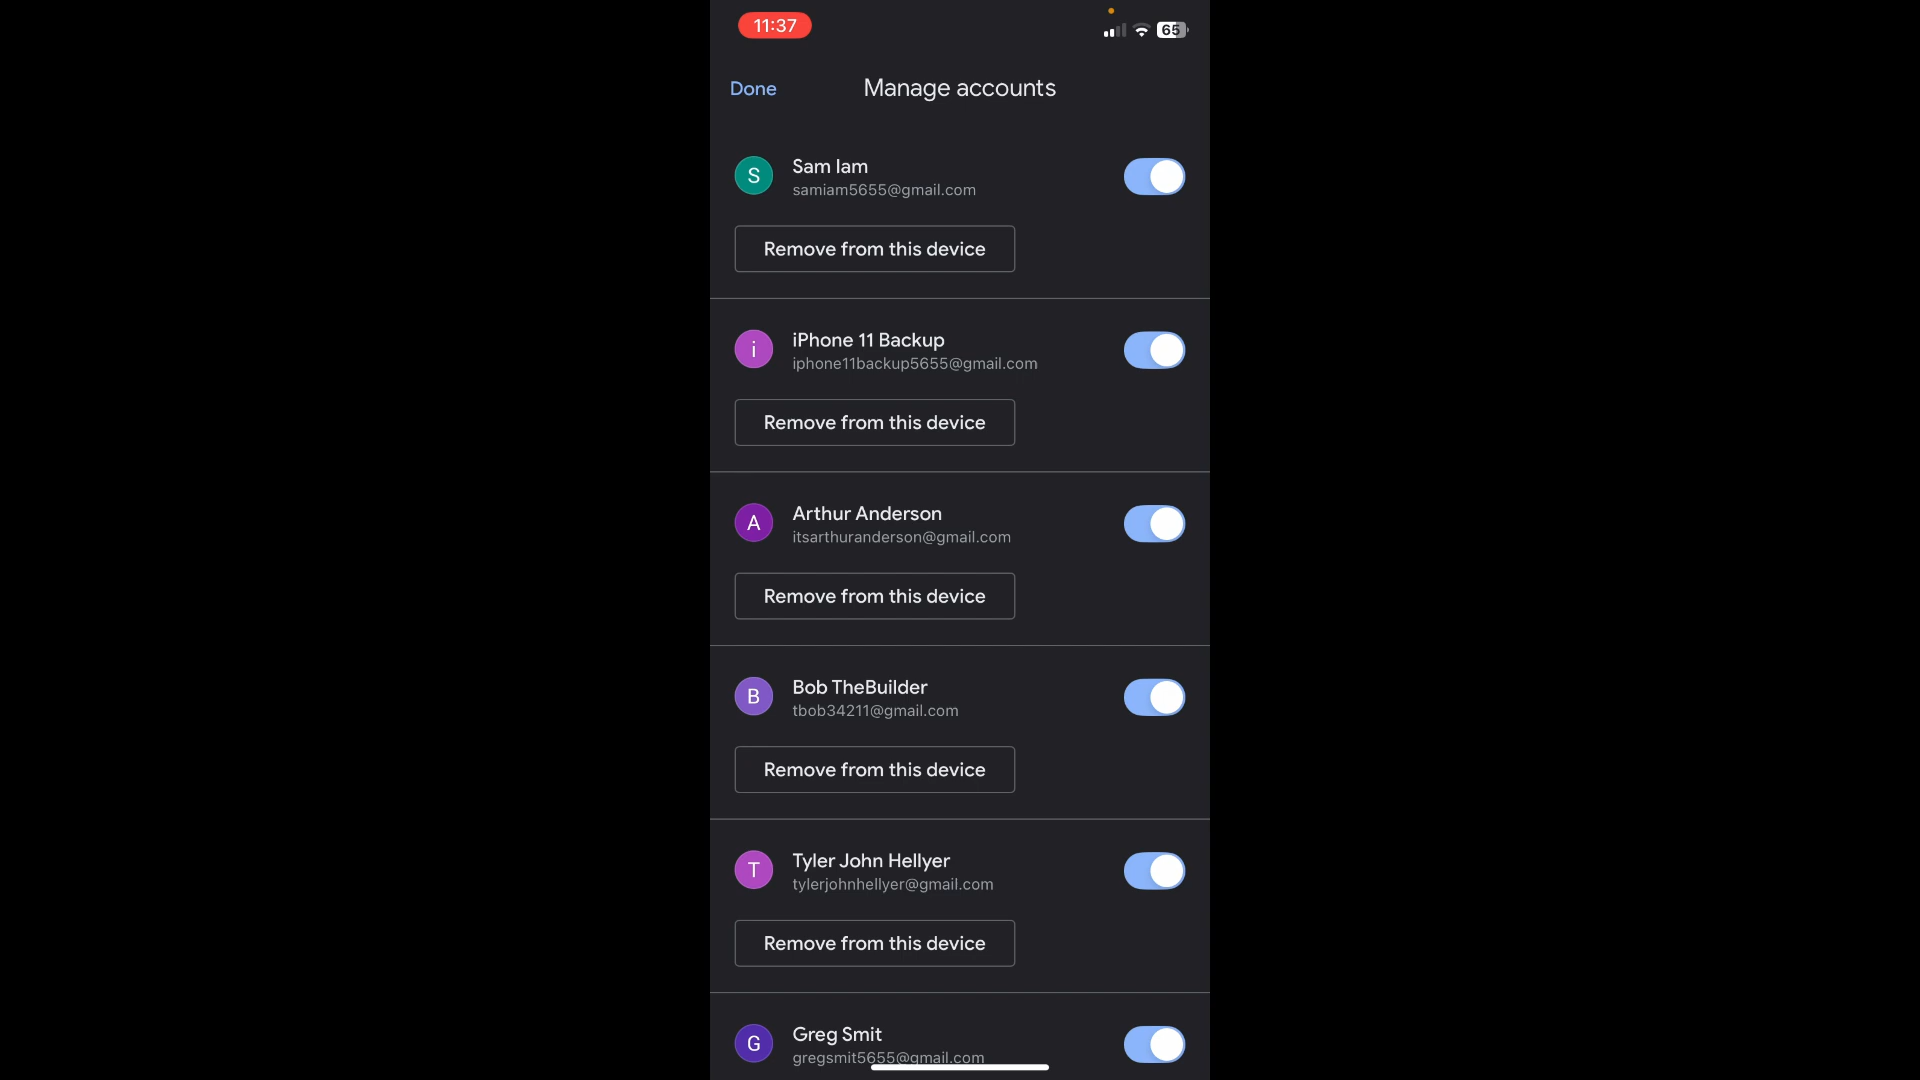 11:37
65
Done
Manage accounts
S
Sam Iam
samiam5655@gmail.com
Remove from this device
i
iPhone 11 Backup
iphone11backup5655@gmail.com
Remove from this device
A
Arthur Anderson
itsarthuranderson@gmail.com
Remove from this device
B
Bob TheBuilder
tbob34211@gmail.com
Remove from this device
T
Tyler John Hellyer
tylerjohnhellyer@gmail.com
Remove from this device
G
Greg Smit
gregsmit5655@gmail.com